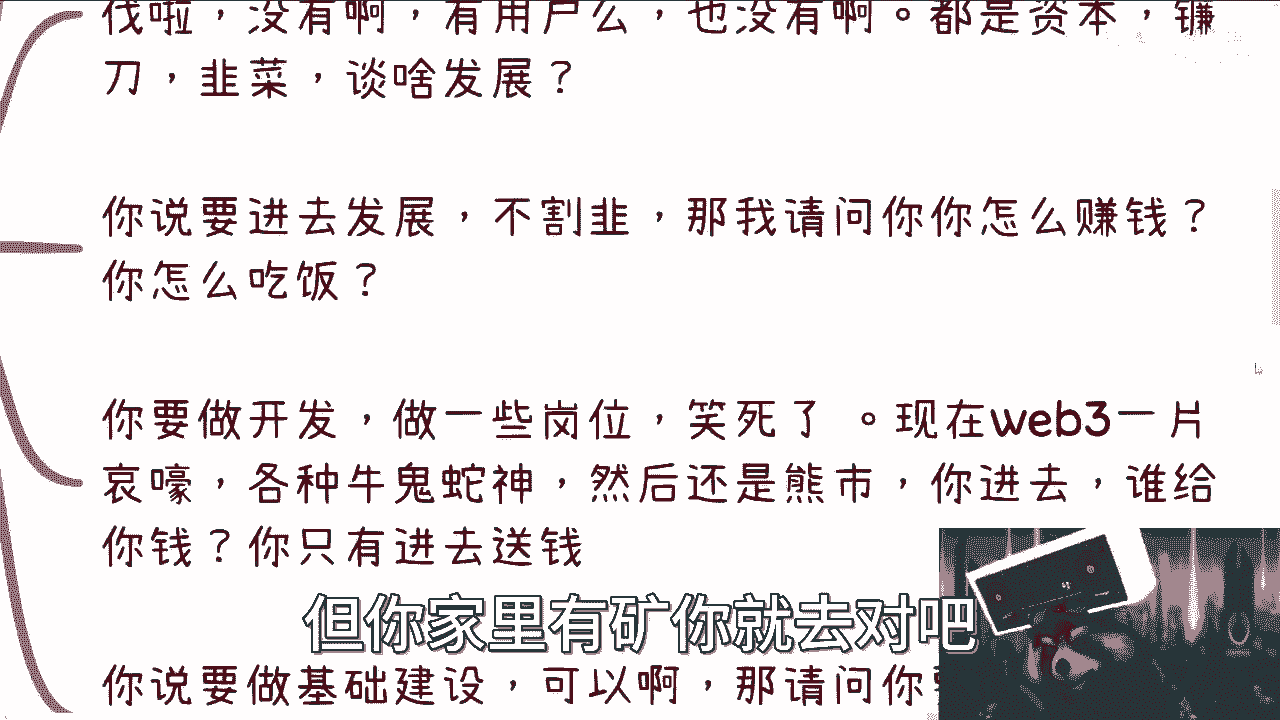 伐啦，没有啊，有用户么，也没有啊。都是资本，镰
刀，韭菜，谈啥发展？
你说要进去发展，不割韭，那我请问你你怎么赚钱？
你怎么吃饭？
你要做开发，做一些岗位，笑死了 。现在web3一片
哀嚎，各种牛鬼蛇神，然后还是熊市，你进去，谁给
你钱？你只有进去送钱
但你家里有矿你就去对吧
你说要做基础建设，可以啊，那请问你